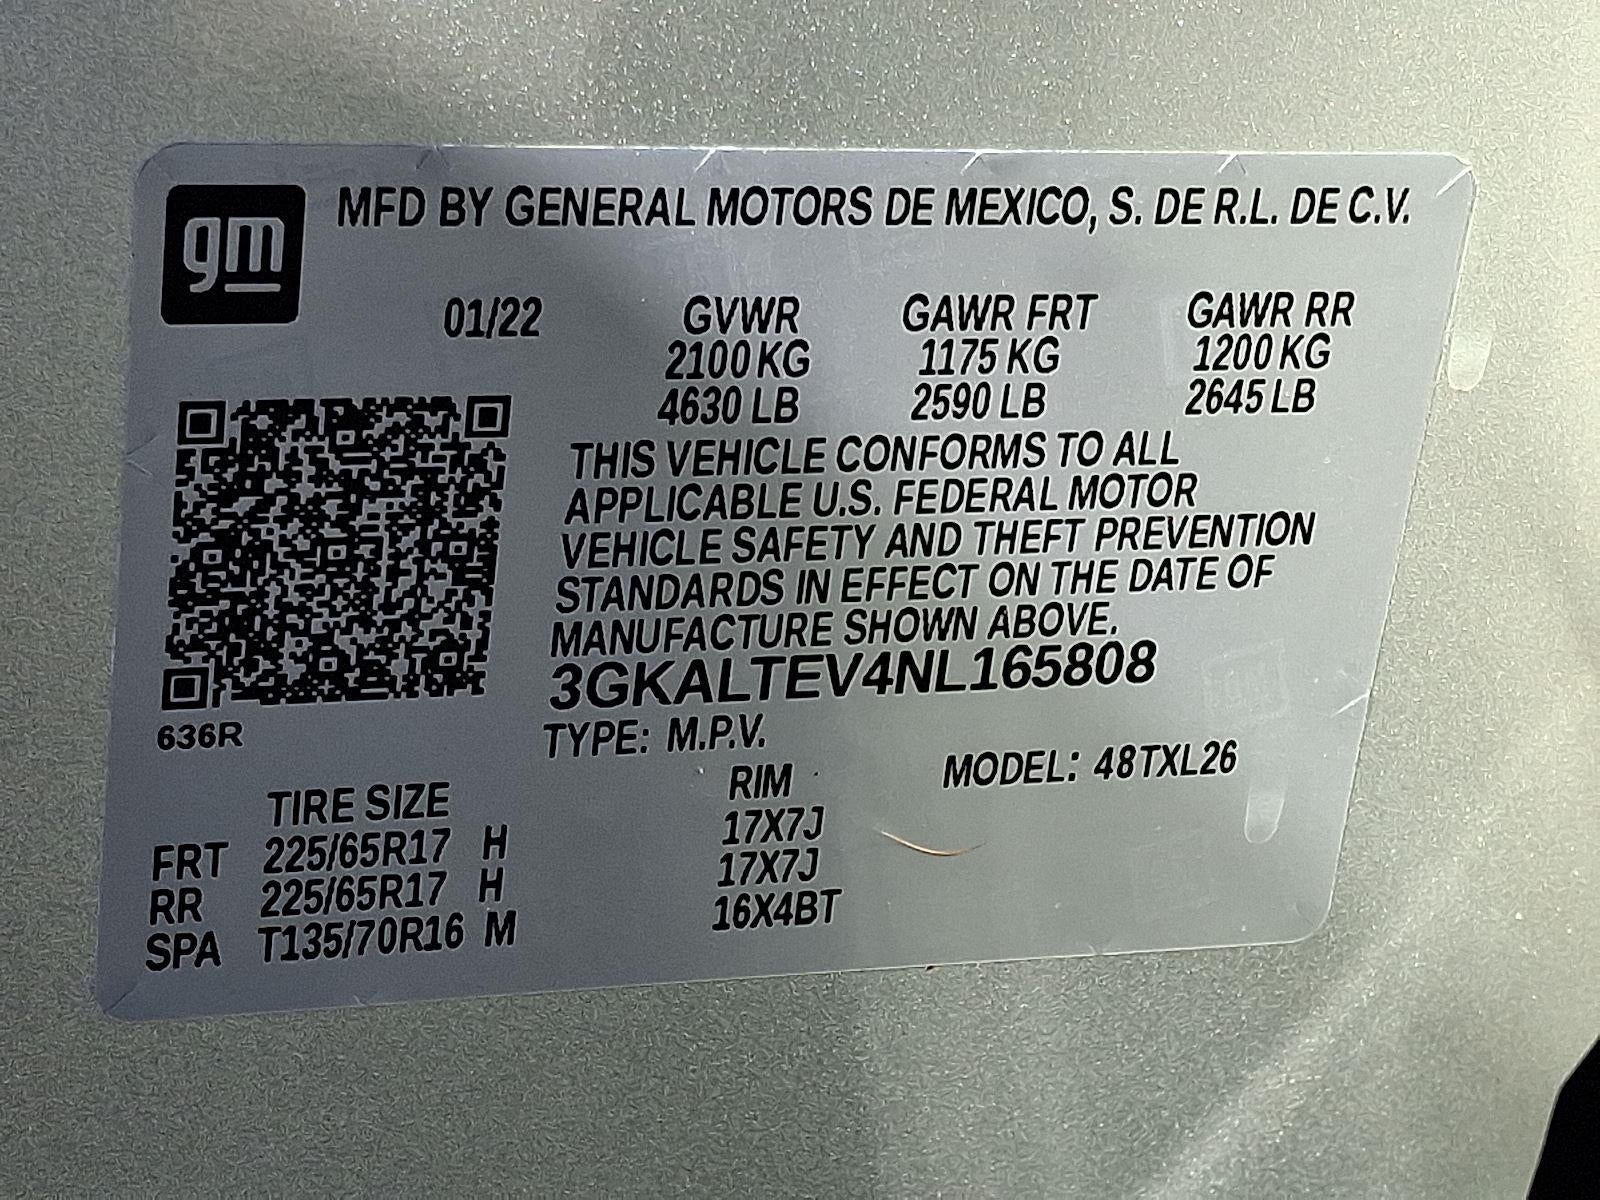 gm
MFD BY GENERAL MOTORS DE MEXICO, S. DE R.L. DE C.V.
01/22 GVWR GAWR FRT GAWR RR
2100 KG 1175 KG 1200 KG
4630 LB 2590 LB 2645 LB
THIS VEHICLE CONFORMS TO ALL
APPLICABLE U.S. FEDERAL MOTOR
VEHICLE SAFETY AND THEFT PREVENTION
STANDARDS IN EFFECT ON THE DATE OF
MANUFACTURE SHOWN ABOVE.
3GKALTEV4NL165808
636R
TYPE: M.P.V.
MODEL: 48TXL26
TIRE SIZE RIM
FRT 225/65R17 H 17X7J
RR 225/65R17 H 17X7J
SPA T135/70R16 M 16X4BT